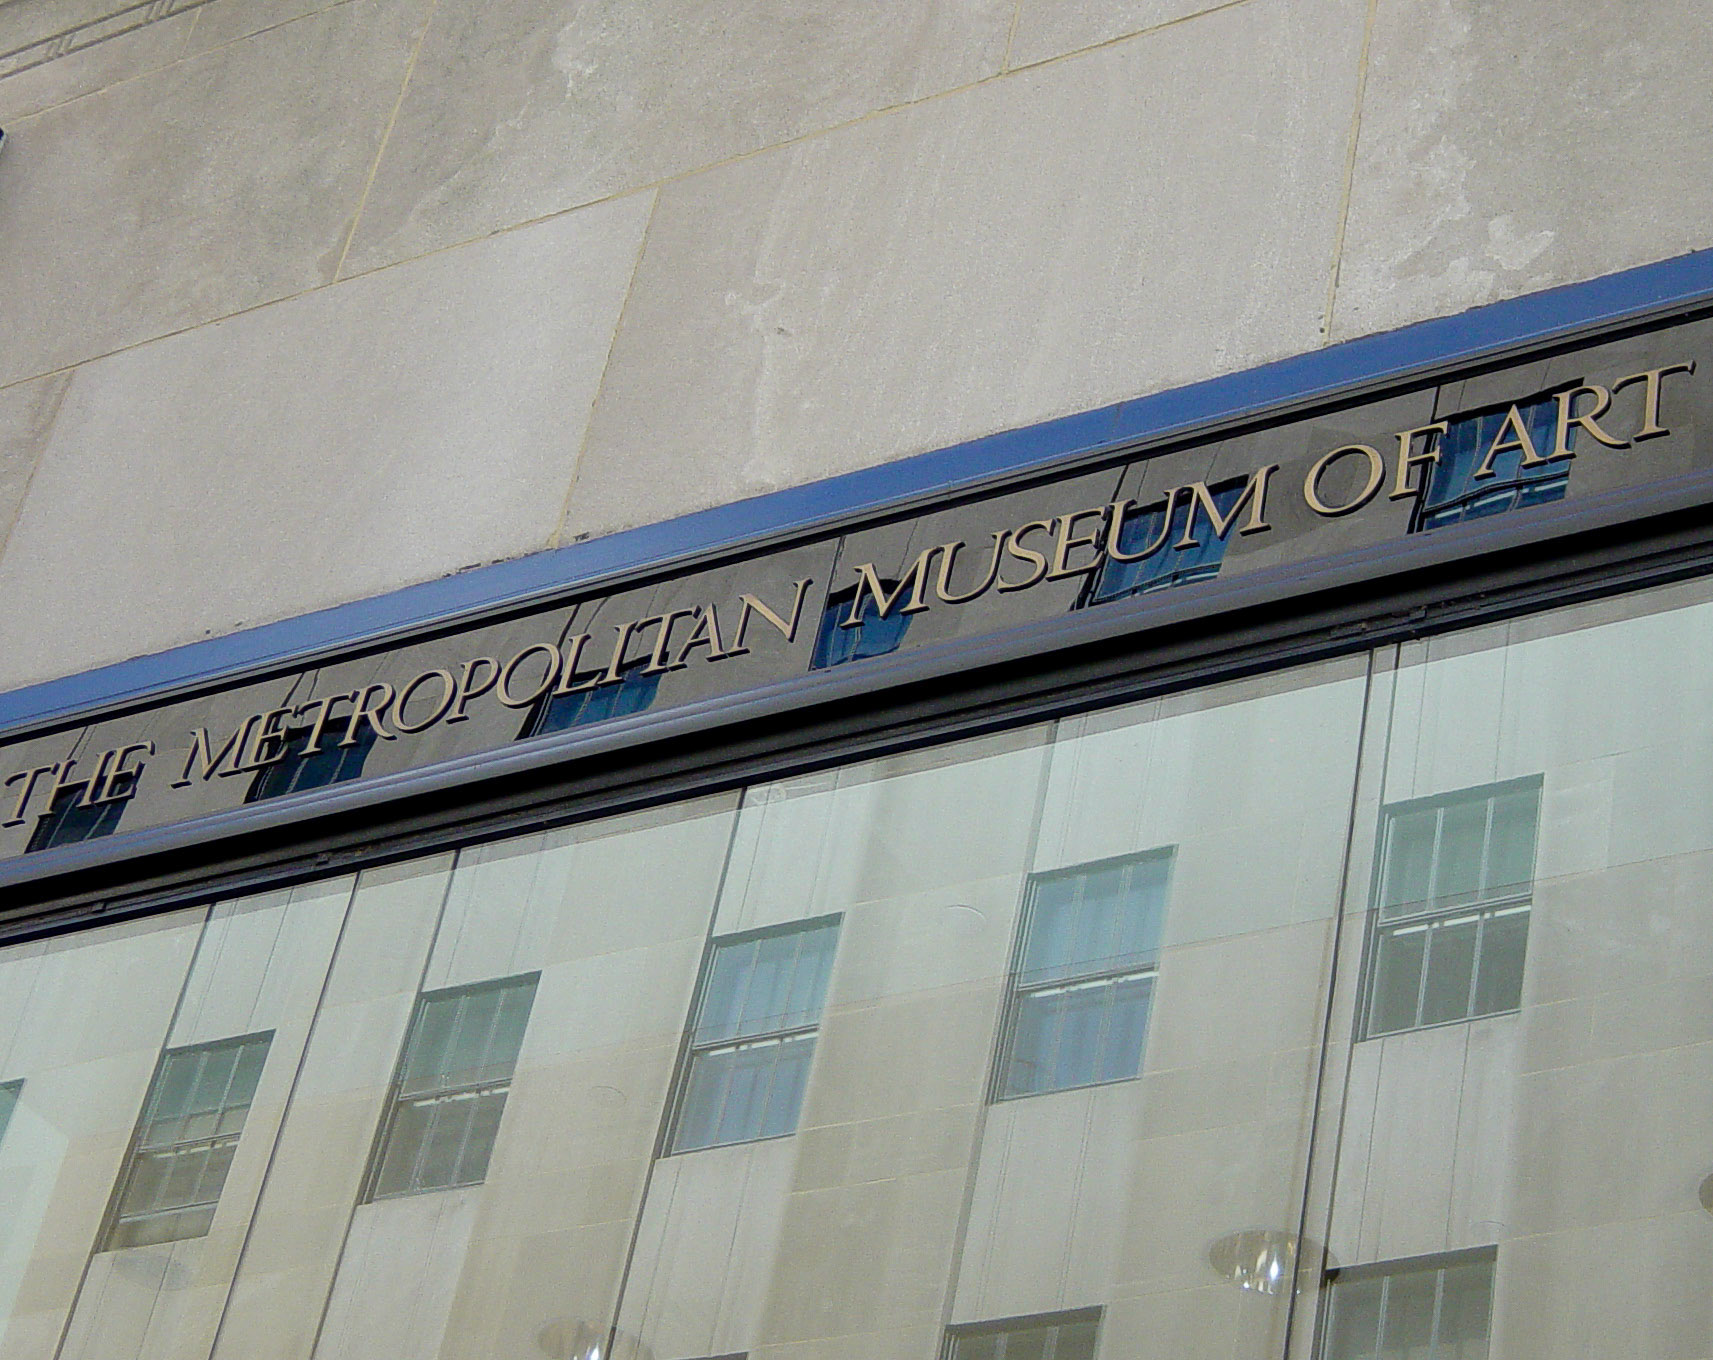 THE METROPOLITAN MUSEUM OF ART